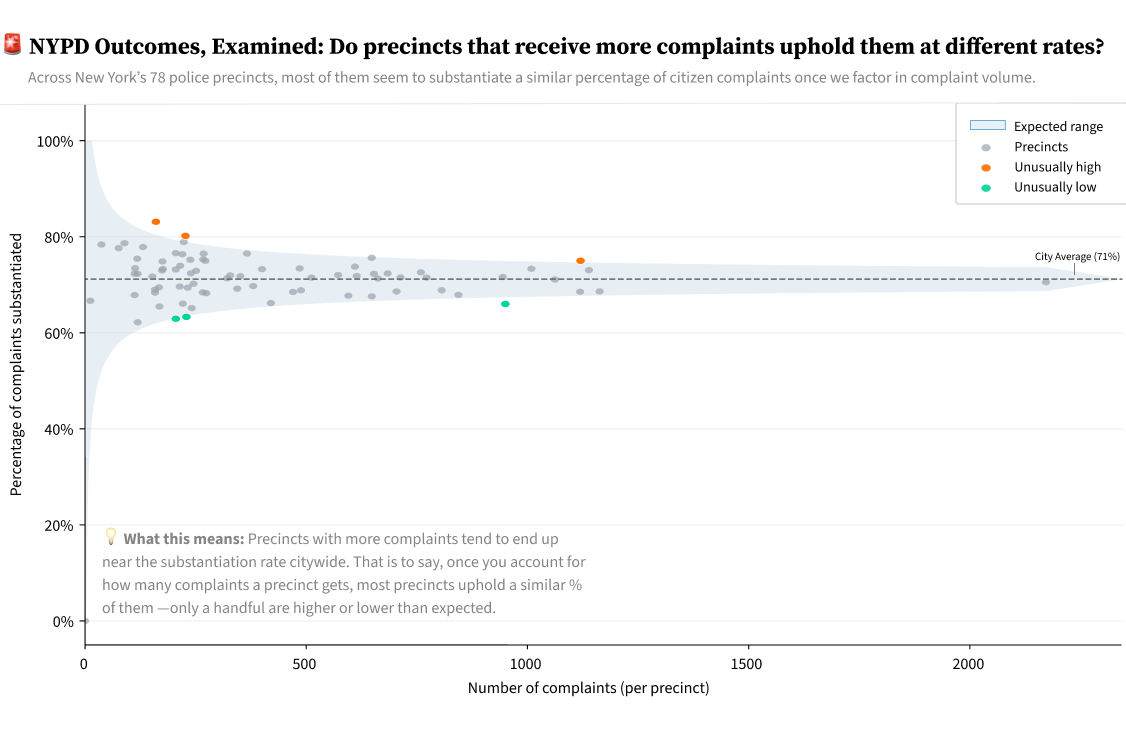 🚨 NYPD Outcomes, Examined: Do precincts that receive more complaints uphold them at different rates?
Across New York's 78 police precincts, most of them seem to substantiate a similar percentage of citizen complaints once we factor in complaint volume.
Expected range
Precincts
Unusually high
Unusually low
Percentage of complaints substantiated
100%
80%
60%
40%
20%
0%
City Average (71%)
💡 What this means: Precincts with more complaints tend to end up
near the substantiation rate citywide. That is to say, once you account for
how many complaints a precinct gets, most precincts uphold a similar %
of them —only a handful are higher or lower than expected.
0
500
1000
1500
2000
Number of complaints (per precinct)